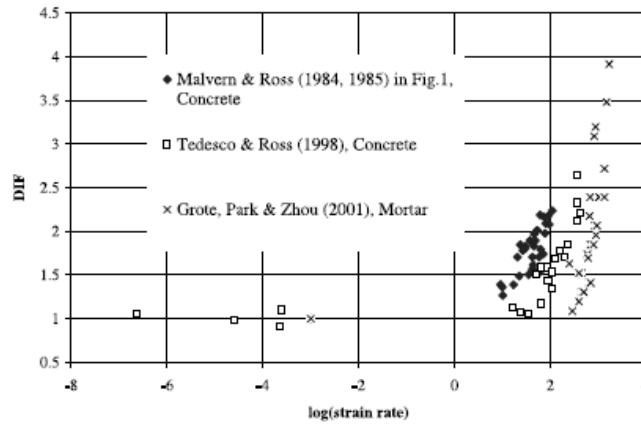 4.5
4
3.5
3
2.5
2
1.5
1
0.5
DIF
Malvern & Ross (1984, 1985) in Fig.1,
Concrete
Tedesco & Ross (1998), Concrete
Grote, Park & Zhou (2001), Mortar
-8 -6 -4 -2 0 2
log(strain rate)